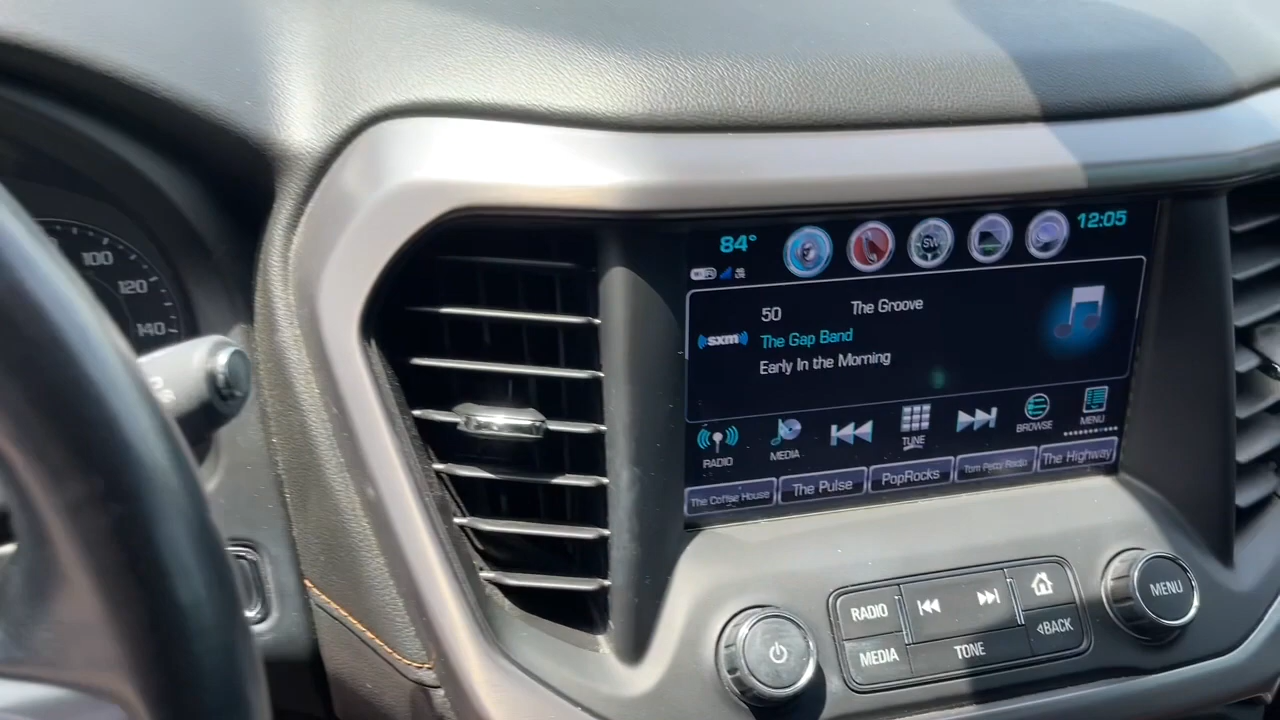 100
120
140
84°
SW
12:05
50 The Groove
sxm
The Gap Band
Early In the Morning
RADIO
MEDIA
TUNE
BROWSE
MENU
The Coffee House
The Pulse
PopRocks
Tom Petty Radio
The Highway
RADIO
MEDIA
TONE
BACK
MENU